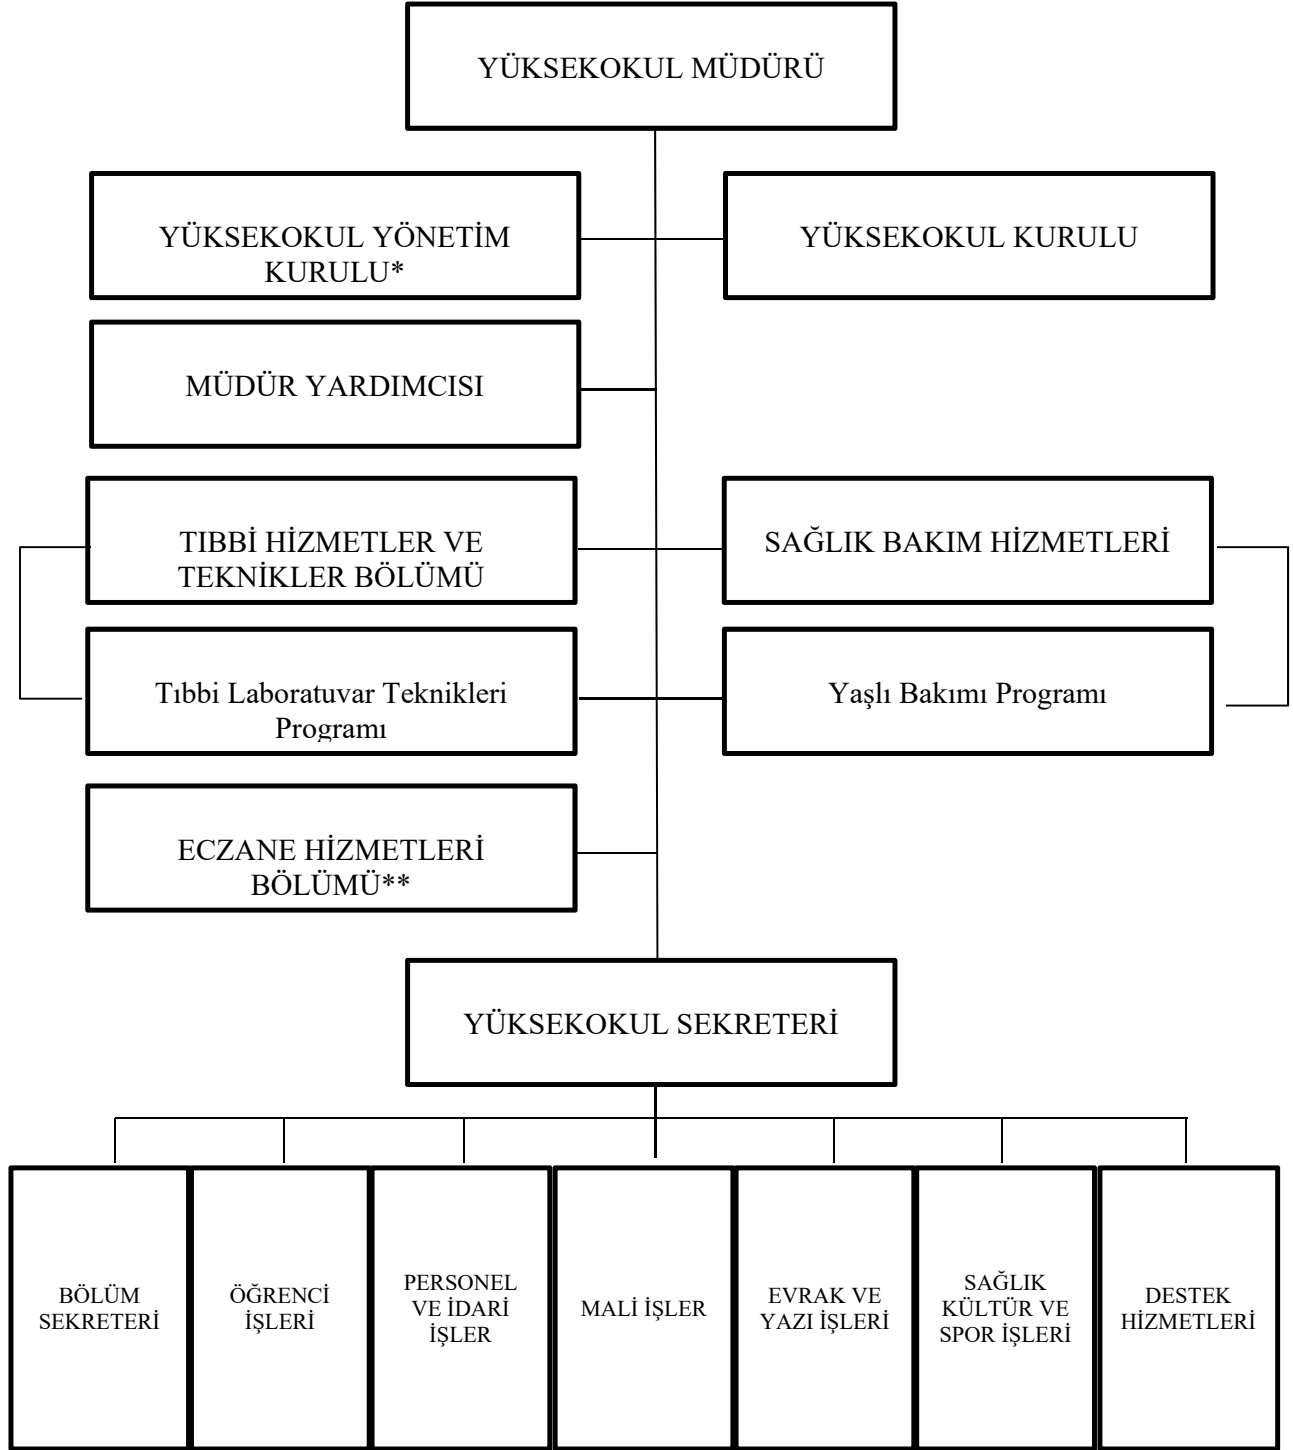 YÜKSEKOKUL MÜDÜRÜ
YÜKSEKOKUL YÖNETİM
KURULU*
YÜKSEKOKUL KURULU
MÜDÜR YARDIMCISI
TIBBİ HİZMETLER VE
TEKNİKLER BÖLÜMÜ
SAĞLIK BAKIM HİZMETLERİ
Tıbbi Laboratuvar Teknikleri
Programı
Yaşlı Bakımı Programı
ECZANE HİZMETLERİ
BÖLÜMÜ**
YÜKSEKOKUL SEKRETERİ
BÖLÜM
SEKRETERİ
ÖĞRENCİ
İŞLERİ
PERSONEL
VE İDARİ
İŞLER
MALİ İŞLER
EVRAK VE
YAZI İŞLERİ
SAĞLIK
KÜLTÜR VE
SPOR İŞLERİ
DESTEK
HİZMETLERİ